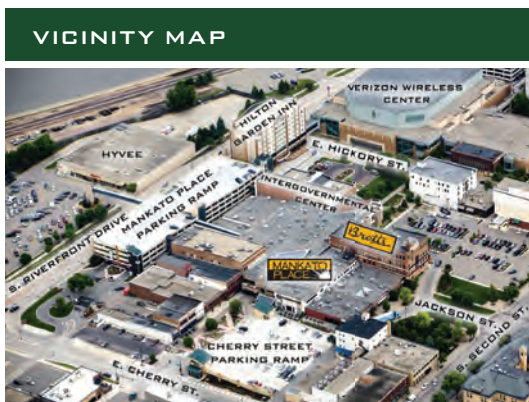 VICINITY MAP
VERIZON WIRELESS
CENTER
HILTON
GARDEN INN
HYVEE
E. HICKORY ST.
MANKATO PLACE
PARKING RAMP
INTERGOVERNMENTAL
CENTER
S. RIVERFRONT DRIVE
Brett's
MANKATO
PLACE
JACKSON ST.
S. SECOND ST.
CHERRY STREET
PARKING RAMP
E. CHERRY ST.